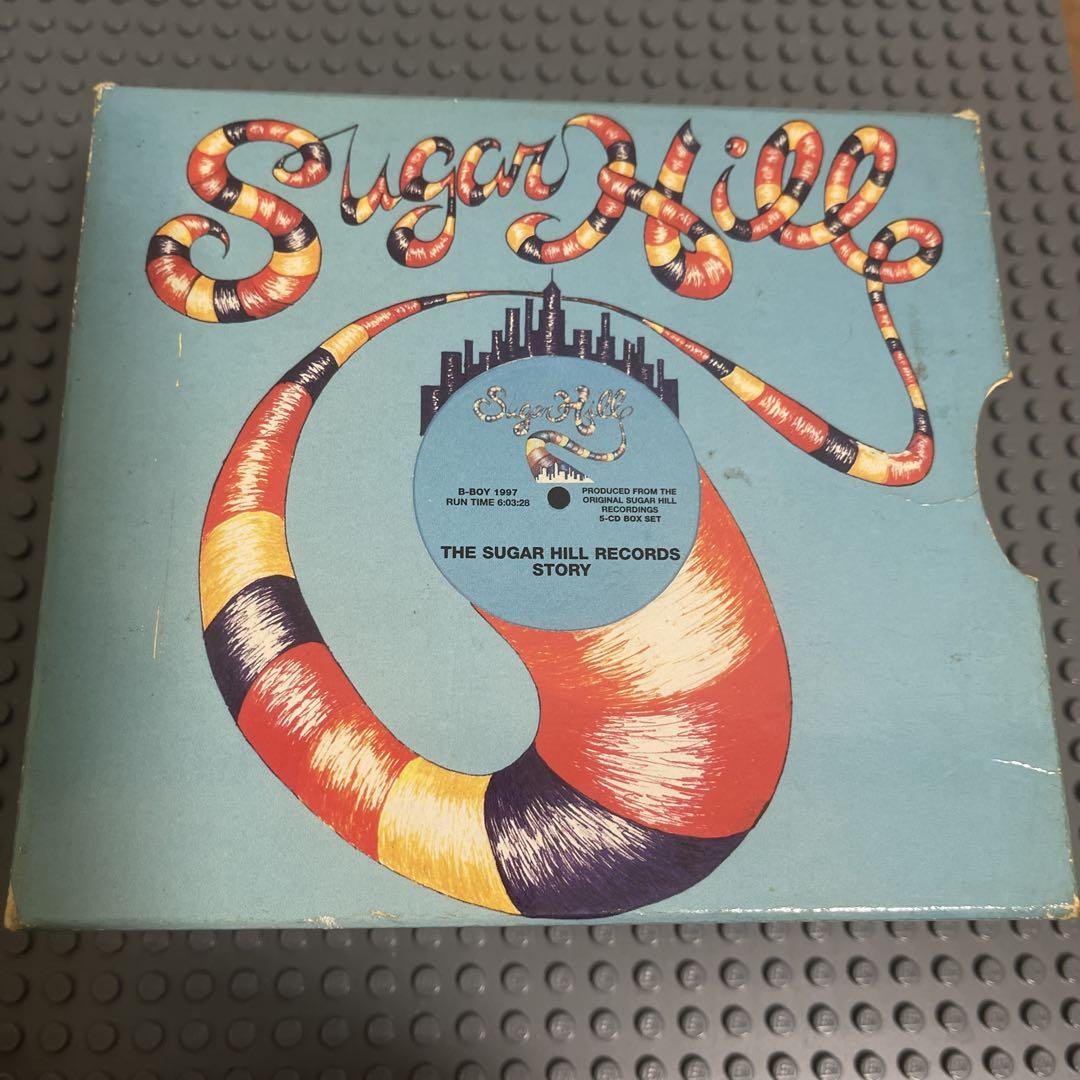 Sugar Hill
Sugar Hill
B-BOY 1997
RUN TIME 6:03:28
PRODUCED FROM THE
ORIGINAL SUGAR HILL
RECORDINGS
5-CD BOX SET
THE SUGAR HILL RECORDS
STORY